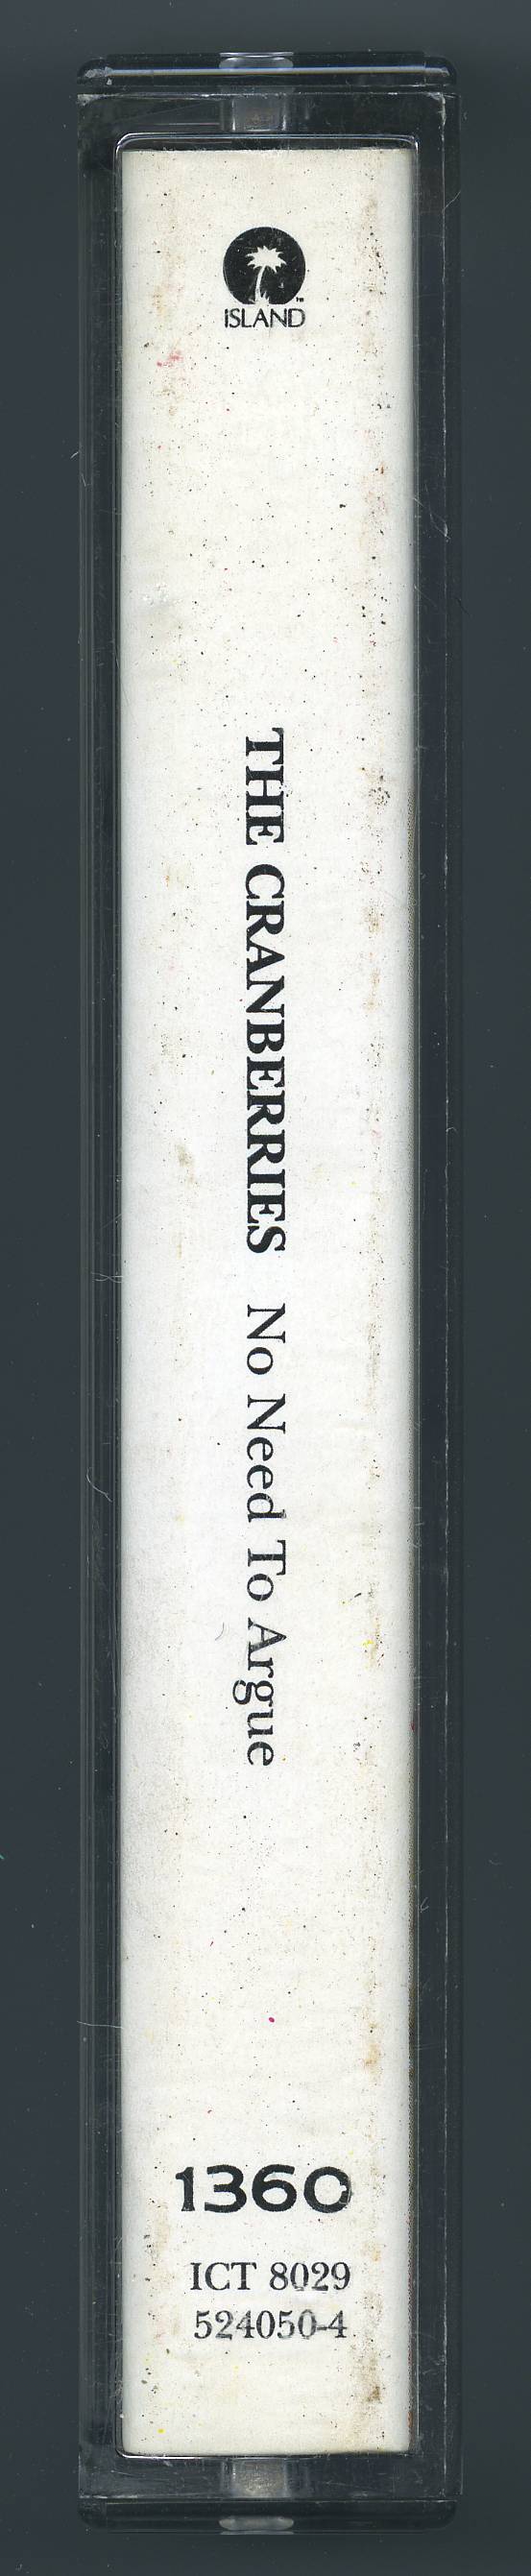 ISLAND
THE CRANBERRIES No Need To Argue
1360
ICT 8029
524050-4